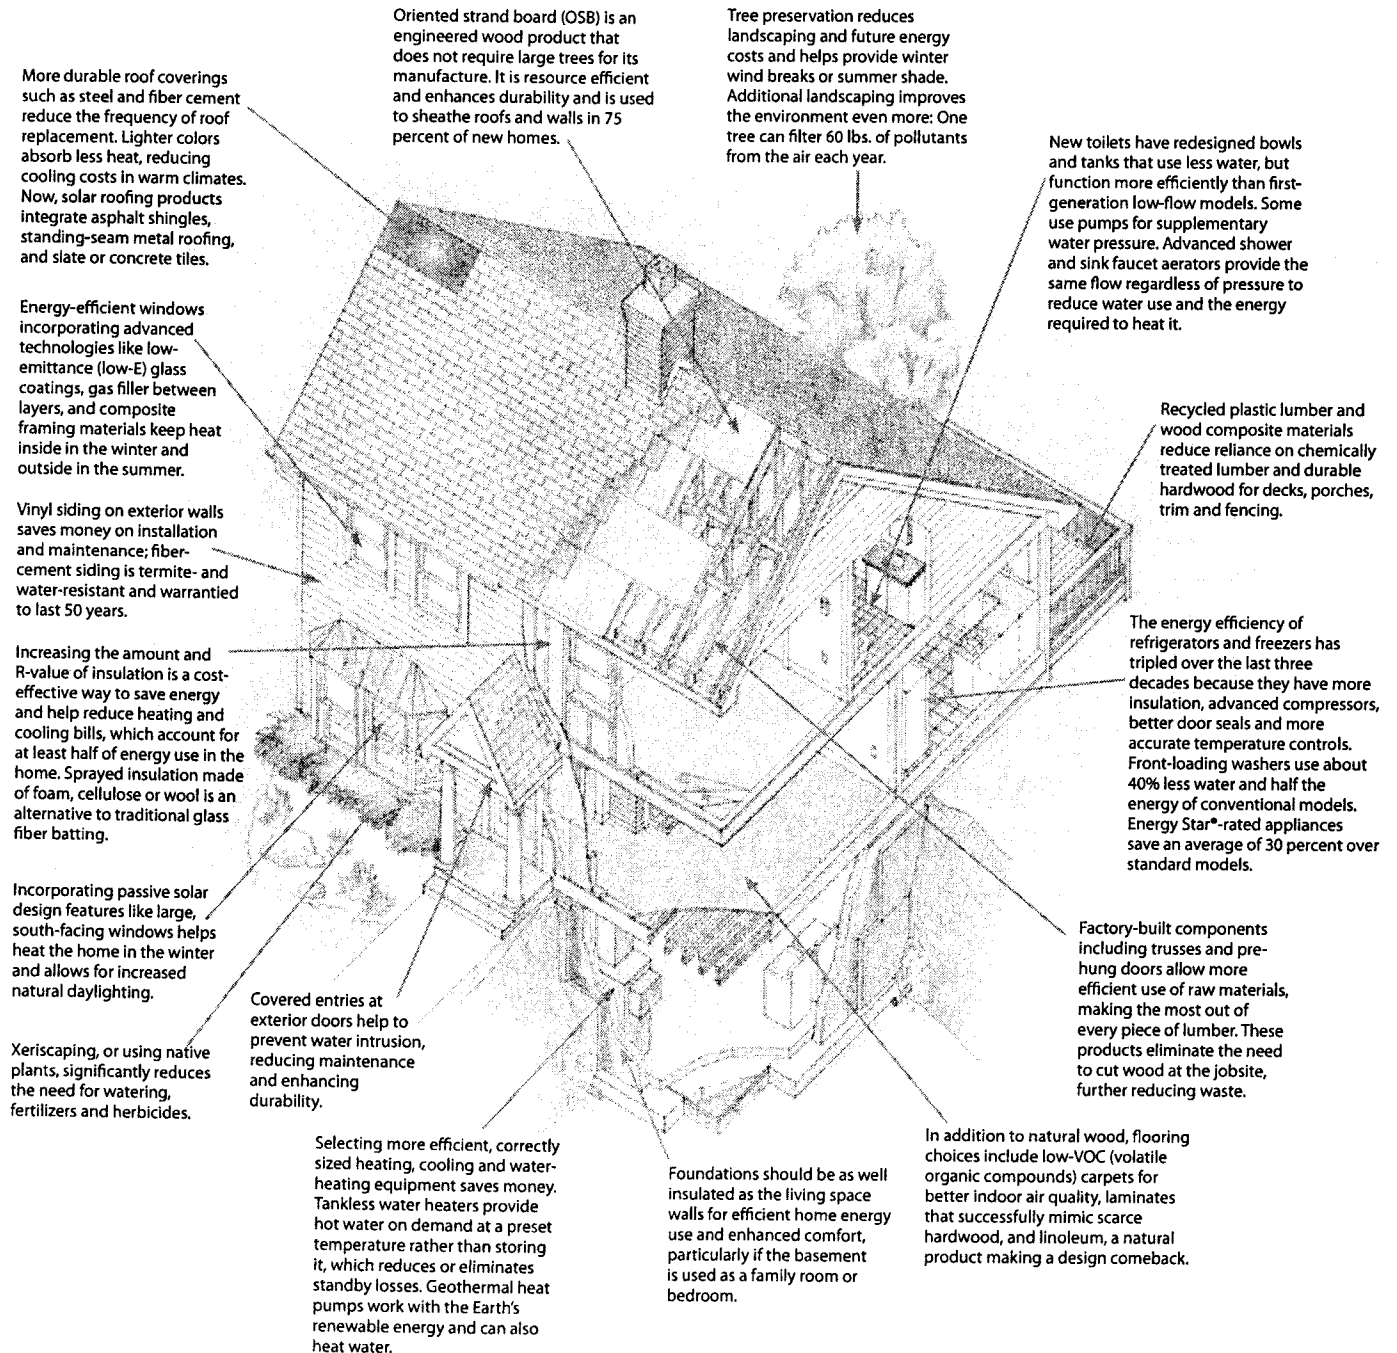 Oriented strand board (OSB) is an
engineered wood product that
does not require large trees for its
manufacture. It is resource efficient
and enhances durability and is used
to sheathe roofs and walls in 75
percent of new homes.
Tree preservation reduces
landscaping and future energy
costs and helps provide winter
wind breaks or summer shade.
Additional landscaping improves
the environment even more: One
tree can filter 60 lbs. of pollutants
from the air each year.
More durable roof coverings
such as steel and fiber cement
reduce the frequency of roof
replacement. Lighter colors
absorb less heat, reducing
cooling costs in warm climates.
Now, solar roofing products
integrate asphalt shingles,
standing-seam metal roofing,
and slate or concrete tiles.
New toilets have redesigned bowls
and tanks that use less water, but
function more efficiently than first-
generation low-flow models. Some
use pumps for supplementary
water pressure. Advanced shower
and sink faucet aerators provide the
same flow regardless of pressure to
reduce water use and the energy
required to heat it.
Energy-efficient windows
incorporating advanced
technologies like low-
emittance (low-E) glass
coatings, gas filler between
layers, and composite
framing materials keep heat
inside in the winter and
outside in the summer.
Recycled plastic lumber and
wood composite materials
reduce reliance on chemically
treated lumber and durable
hardwood for decks, porches,
trim and fencing.
Vinyl siding on exterior walls
saves money on installation
and maintenance; fiber-
cement siding is termite- and
water-resistant and warrantied
to last 50 years.
The energy efficiency of
refrigerators and freezers has
tripled over the last three
decades because they have more
insulation, advanced compressors,
better door seals and more
accurate temperature controls.
Front-loading washers use about
40% less water and half the
energy of conventional models.
Energy Star®-rated appliances
save an average of 30 percent over
standard models.
Increasing the amount and
R-value of insulation is a cost-
effective way to save energy
and help reduce heating and
cooling bills, which account for
at least half of energy use in the
home. Sprayed insulation made
of foam, cellulose or wool is an
alternative to traditional glass
fiber batting.
Incorporating passive solar
design features like large,
south-facing windows helps
heat the home in the winter
and allows for increased
natural daylighting.
Factory-built components
including trusses and pre-
hung doors allow more
efficient use of raw materials,
making the most out of
every piece of lumber. These
products eliminate the need
to cut wood at the jobsite,
further reducing waste.
Covered entries at
exterior doors help to
prevent water intrusion,
reducing maintenance
and enhancing
durability.
Xeriscaping, or using native
plants, significantly reduces
the need for watering,
fertilizers and herbicides.
Selecting more efficient, correctly
sized heating, cooling and water-
heating equipment saves money.
Tankless water heaters provide
hot water on demand at a preset
temperature rather than storing
it, which reduces or eliminates
standby losses. Geothermal heat
pumps work with the Earth's
renewable energy and can also
heat water.
Foundations should be as well
insulated as the living space
walls for efficient home energy
use and enhanced comfort,
particularly if the basement
is used as a family room or
bedroom.
In addition to natural wood, flooring
choices include low-VOC (volatile
organic compounds) carpets for
better indoor air quality, laminates
that successfully mimic scarce
hardwood, and linoleum, a natural
product making a design comeback.